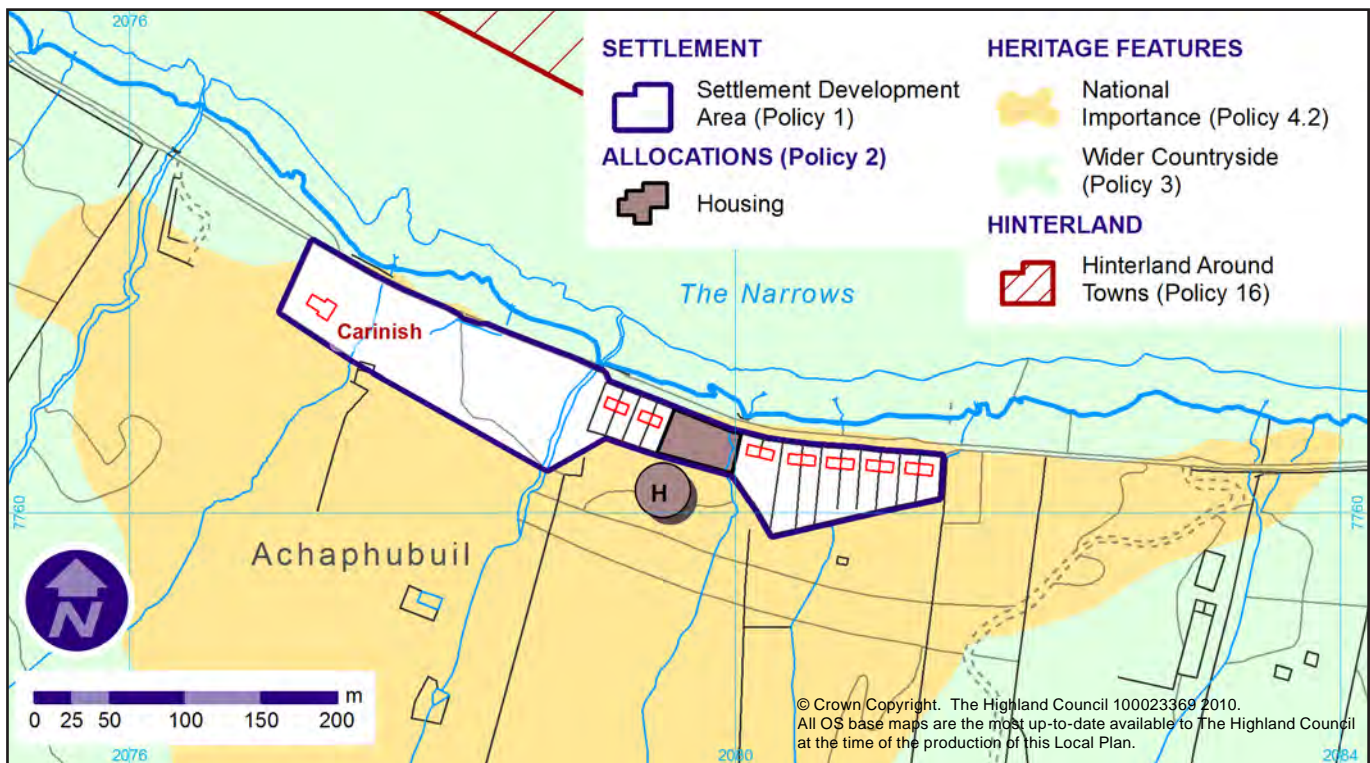 2076
SETTLEMENT
Settlement Development
Area (Policy 1)
ALLOCATIONS (Policy 2)
Housing
HERITAGE FEATURES
National
Importance (Policy 4.2)
Wider Countryside
(Policy 3)
HINTERLAND
Hinterland Around
Towns (Policy 16)
The Narrows
Carinish
H
7760
7760
Achaphubuil
N
m
0 25 50 100 150 200
© Crown Copyright. The Highland Council 100023369 2010.
All OS base maps are the most up-to-date available to The Highland Council
at the time of the production of this Local Plan.
2076
2080
2084